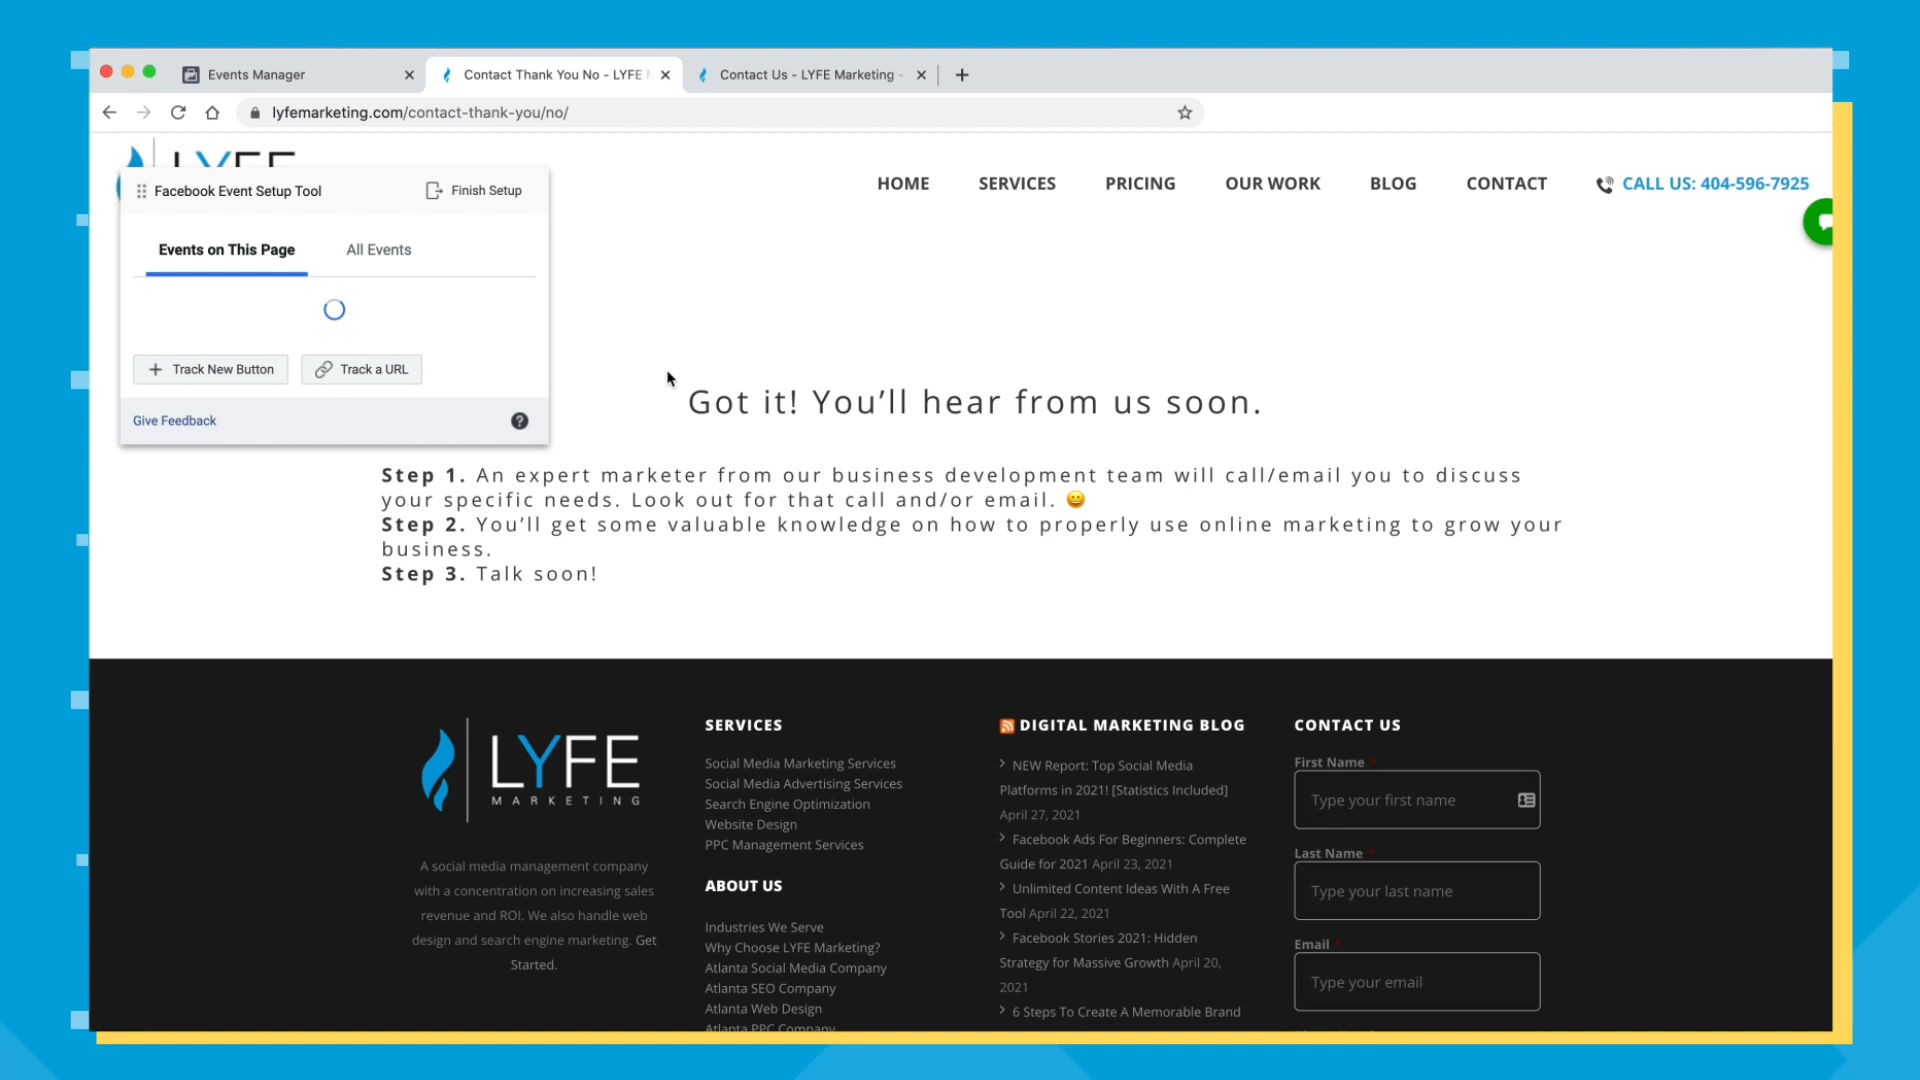 Events Manager
Contact Thank You No - LYFE
Contact Us - LYFE Marketing -
lyfemarketing.com/contact-thank-you/no/
LYFE
HOME
SERVICES
PRICING
OUR WORK
BLOG
CONTACT
CALL US: 404-596-7925
Facebook Event Setup Tool
Finish Setup
Events on This Page
All Events
Track New Button
Track a URL
Give Feedback
Got it! You’ll hear from us soon.
Step 1. An expert marketer from our business development team will call/email you to discuss
your specific needs. Look out for that call and/or email. 😀
Step 2. You’ll get some valuable knowledge on how to properly use online marketing to grow your
business.
Step 3. Talk soon!
LYFE
MARKETING
A social media management company
with a concentration on increasing sales
revenue and ROI. We also handle web
design and search engine marketing. Get
Started.
SERVICES
Social Media Marketing Services
Social Media Advertising Services
Search Engine Optimization
Website Design
PPC Management Services
ABOUT US
Industries We Serve
Why Choose LYFE Marketing?
Atlanta Social Media Company
Atlanta SEO Company
Atlanta Web Design
Atlanta PPC Company
DIGITAL MARKETING BLOG
NEW Report: Top Social Media
Platforms in 2021! [Statistics Included]
April 27, 2021
Facebook Ads For Beginners: Complete
Guide for 2021 April 23, 2021
Unlimited Content Ideas With A Free
Tool April 22, 2021
Facebook Stories 2021: Hidden
Strategy for Massive Growth April 20,
2021
6 Steps To Create A Memorable Brand
CONTACT US
First Name *
Type your first name
Last Name *
Type your last name
Email *
Type your email